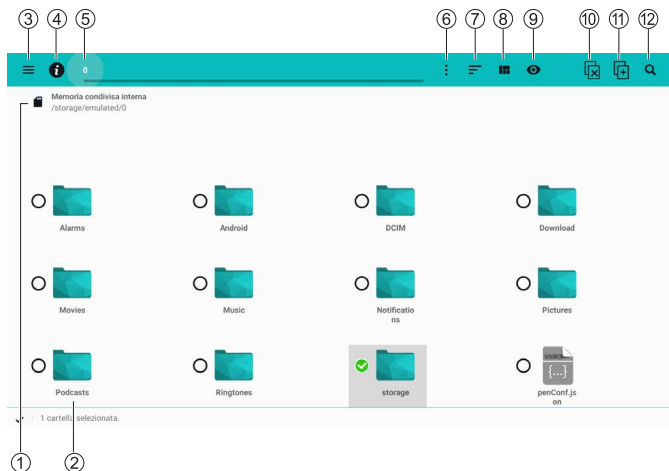 3 4 5 6 7 8 9 10 11 12
0
Memoria condivisa interna
/storage/emulated/0
Alarms Android DCIM Download
Movies Music Notificatio
ns Pictures
Podcasts Ringtones storage SOURCE
{...}
penConf.js
on
1 cartella selezionata.
1 2